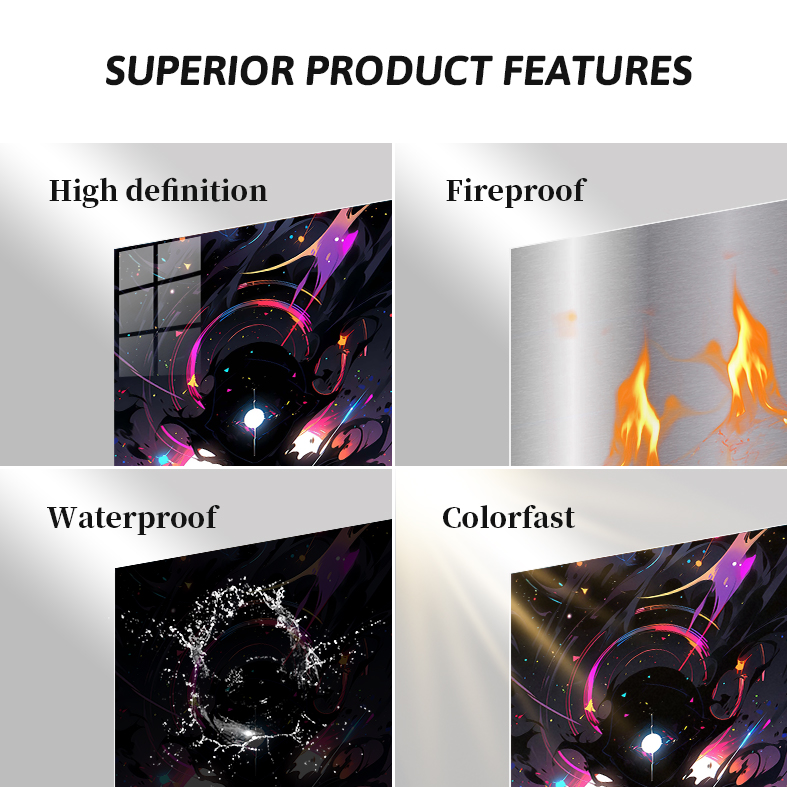 SUPERIOR PRODUCT FEATURES
High definition
Fireproof
Waterproof
Colorfast